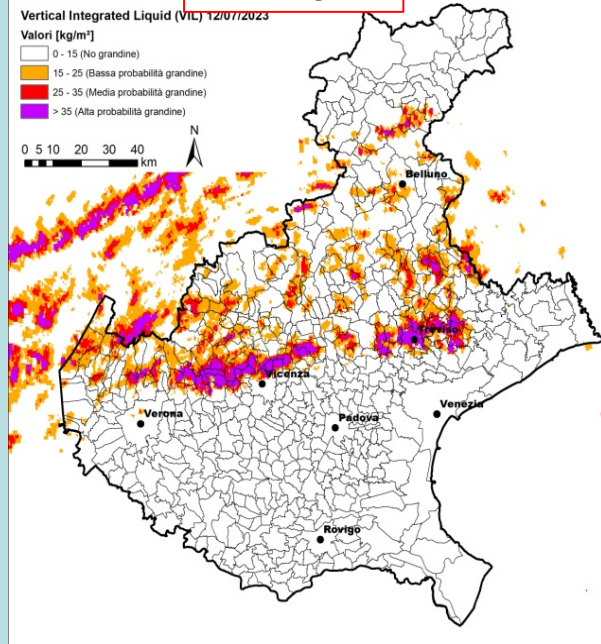 Vertical Integrated Liquid (VIL) 12/07/2023
Valori [kg/m²]
0 - 15 (No grandine)
15 - 25 (Bassa probabilità grandine)
25 - 35 (Media probabilità grandine)
> 35 (Alta probabilità grandine)
N
0 5 10 20 30 40
km
Belluno
Treviso
Vicenza
Verona
Padova
Venezia
Rovigo